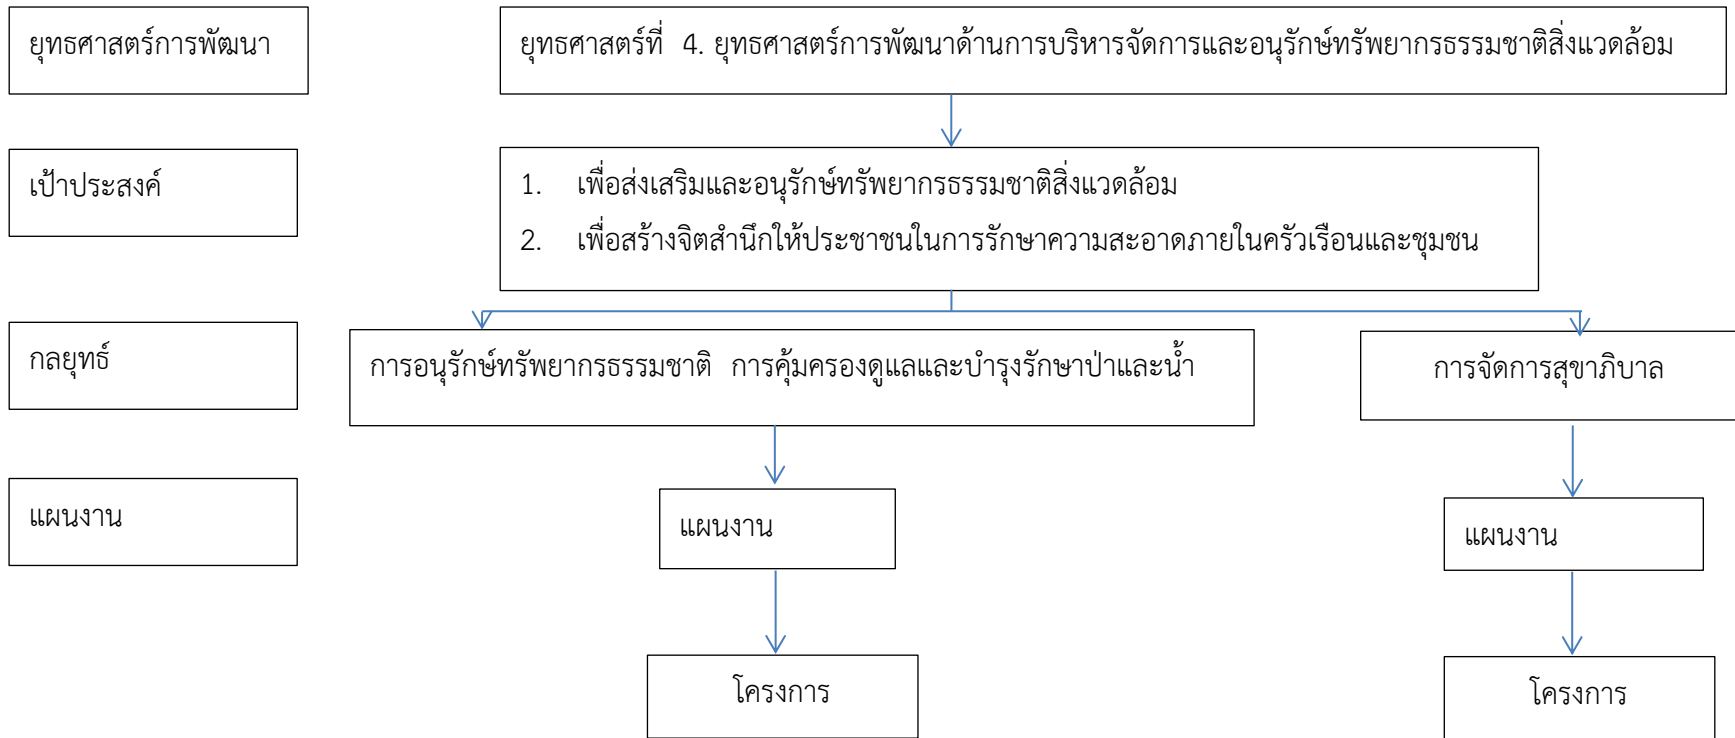 ยุทธศาสตร์การพัฒนา
ยุทธศาสตร์ที่ 4. ยุทธศาสตร์การพัฒนาด้านการบริหารจัดการและอนุรักษ์ทรัพยากรธรรมชาติสิ่งแวดล้อม
เป้าประสงค์
1. เพื่อส่งเสริมและอนุรักษ์ทรัพยากรธรรมชาติสิ่งแวดล้อม
2. เพื่อสร้างจิตสำนึกให้ประชาชนในการรักษาความสะอาดภายในครัวเรือนและชุมชน
กลยุทธ์
การอนุรักษ์ทรัพยากรธรรมชาติ การคุ้มครองดูแลและบำรุงรักษาป่าและน้ำ
การจัดการสุขาภิบาล
แผนงาน
แผนงาน
แผนงาน
โครงการ
โครงการ